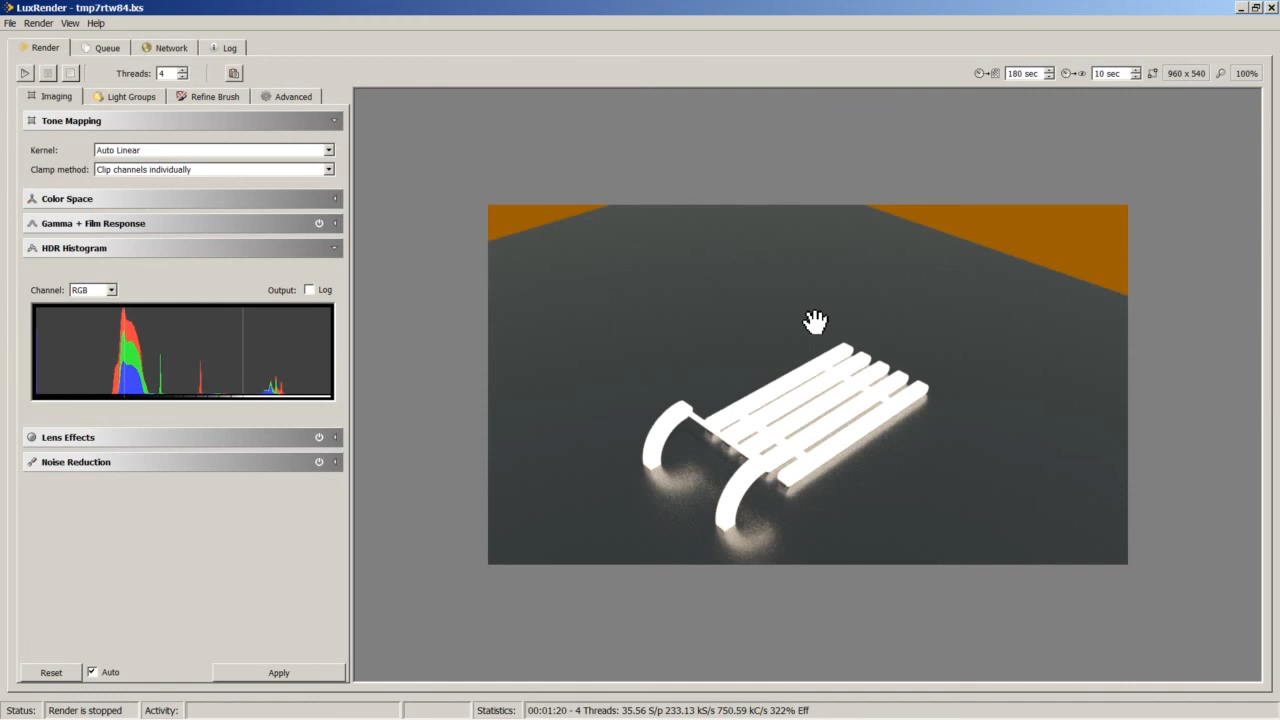 LuxRender - tmp7rtw84.lxs
File Render View Help
Render Queue Network Log
Threads: 4 180 sec 10 sec 960 x 540 100%
Imaging Light Groups Refine Brush Advanced
Tone Mapping
Kernel: Auto Linear
Clamp method: Clip channels individually
Color Space
Gamma + Film Response
HDR Histogram
Channel: RGB Output: Log
Lens Effects
Noise Reduction
Reset Auto Apply
Status: Render is stopped Activity: Statistics: 00:01:20 - 4 Threads: 35.56 S/p 233.13 kS/s 750.59 kC/s 322% Eff